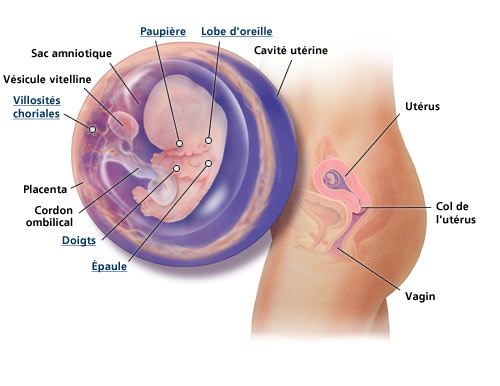 Paupière
Lobe d'oreille
Sac amniotique
Cavité utérine
Vésicule vitelline
Villosités
choriales
Utérus
Placenta
Cordon
ombilical
Col de
l'utérus
Doigts
Épaule
Vagin